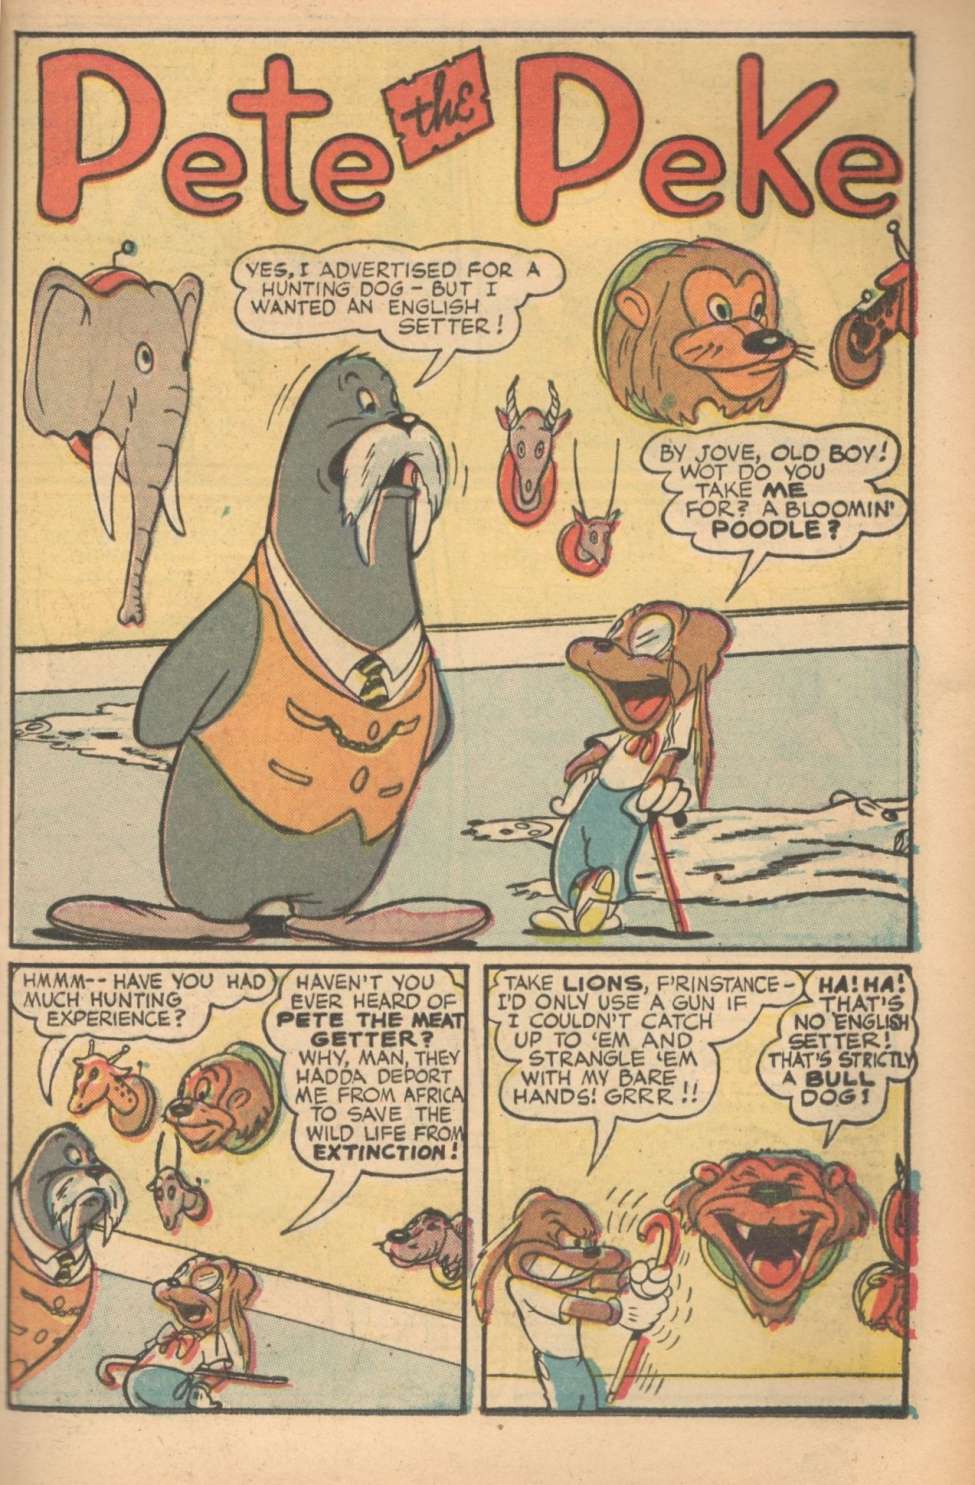 Pete the Peke
YES, I ADVERTISED FOR A
HUNTING DOG - BUT I
WANTED AN ENGLISH
SETTER!
BY JOVE, OLD BOY!
WOT DO YOU
TAKE ME
FOR? A BLOOMIN'
POODLE?
HMMM-- HAVE YOU HAD
MUCH HUNTING
EXPERIENCE?
HAVEN'T YOU
EVER HEARD OF
PETE THE MEAT
GETTER?
WHY, MAN, THEY
HADDA DEPORT
ME FROM AFRICA
TO SAVE THE
WILD LIFE FROM
EXTINCTION!
TAKE LIONS, F'RINSTANCE-
I'D ONLY USE A GUN IF
I COULDN'T CATCH
UP TO 'EM AND
STRANGLE 'EM
WITH MY BARE
HANDS! GRRR!!
HA! HA!
THAT'S
NO ENGLISH
SETTER!
THAT'S STRICTLY
A BULL
DOG!